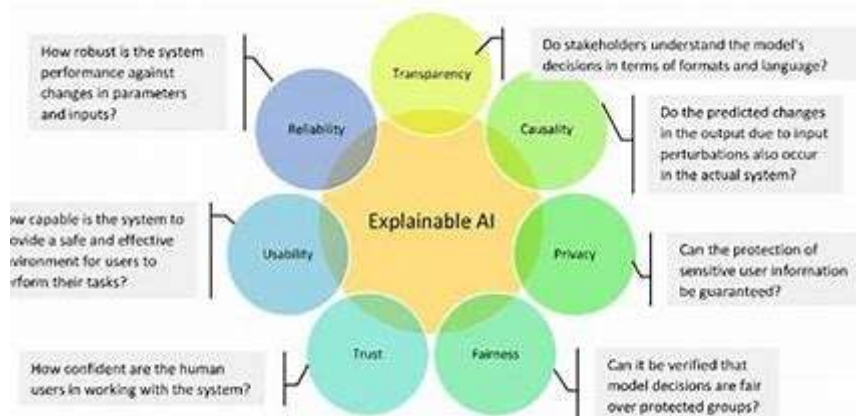 How robust is the system
performance against
changes in parameters
and inputs?
Transparency
Do stakeholders understand the model's
decisions in terms of formats and language?
Reliability
Causality
Do the predicted changes
in the output due to input
perturbations also occur
in the actual system?
Explainable AI
ow capable is the system to
ovide a safe and effective
vironment for users to
rform their tasks?
Usability
Privacy
Can the protection of
sensitive user information
be guaranteed?
How confident are the human
users in working with the system?
Trust
Fairness
Can it be verified that
model decisions are fair
over protected groups?